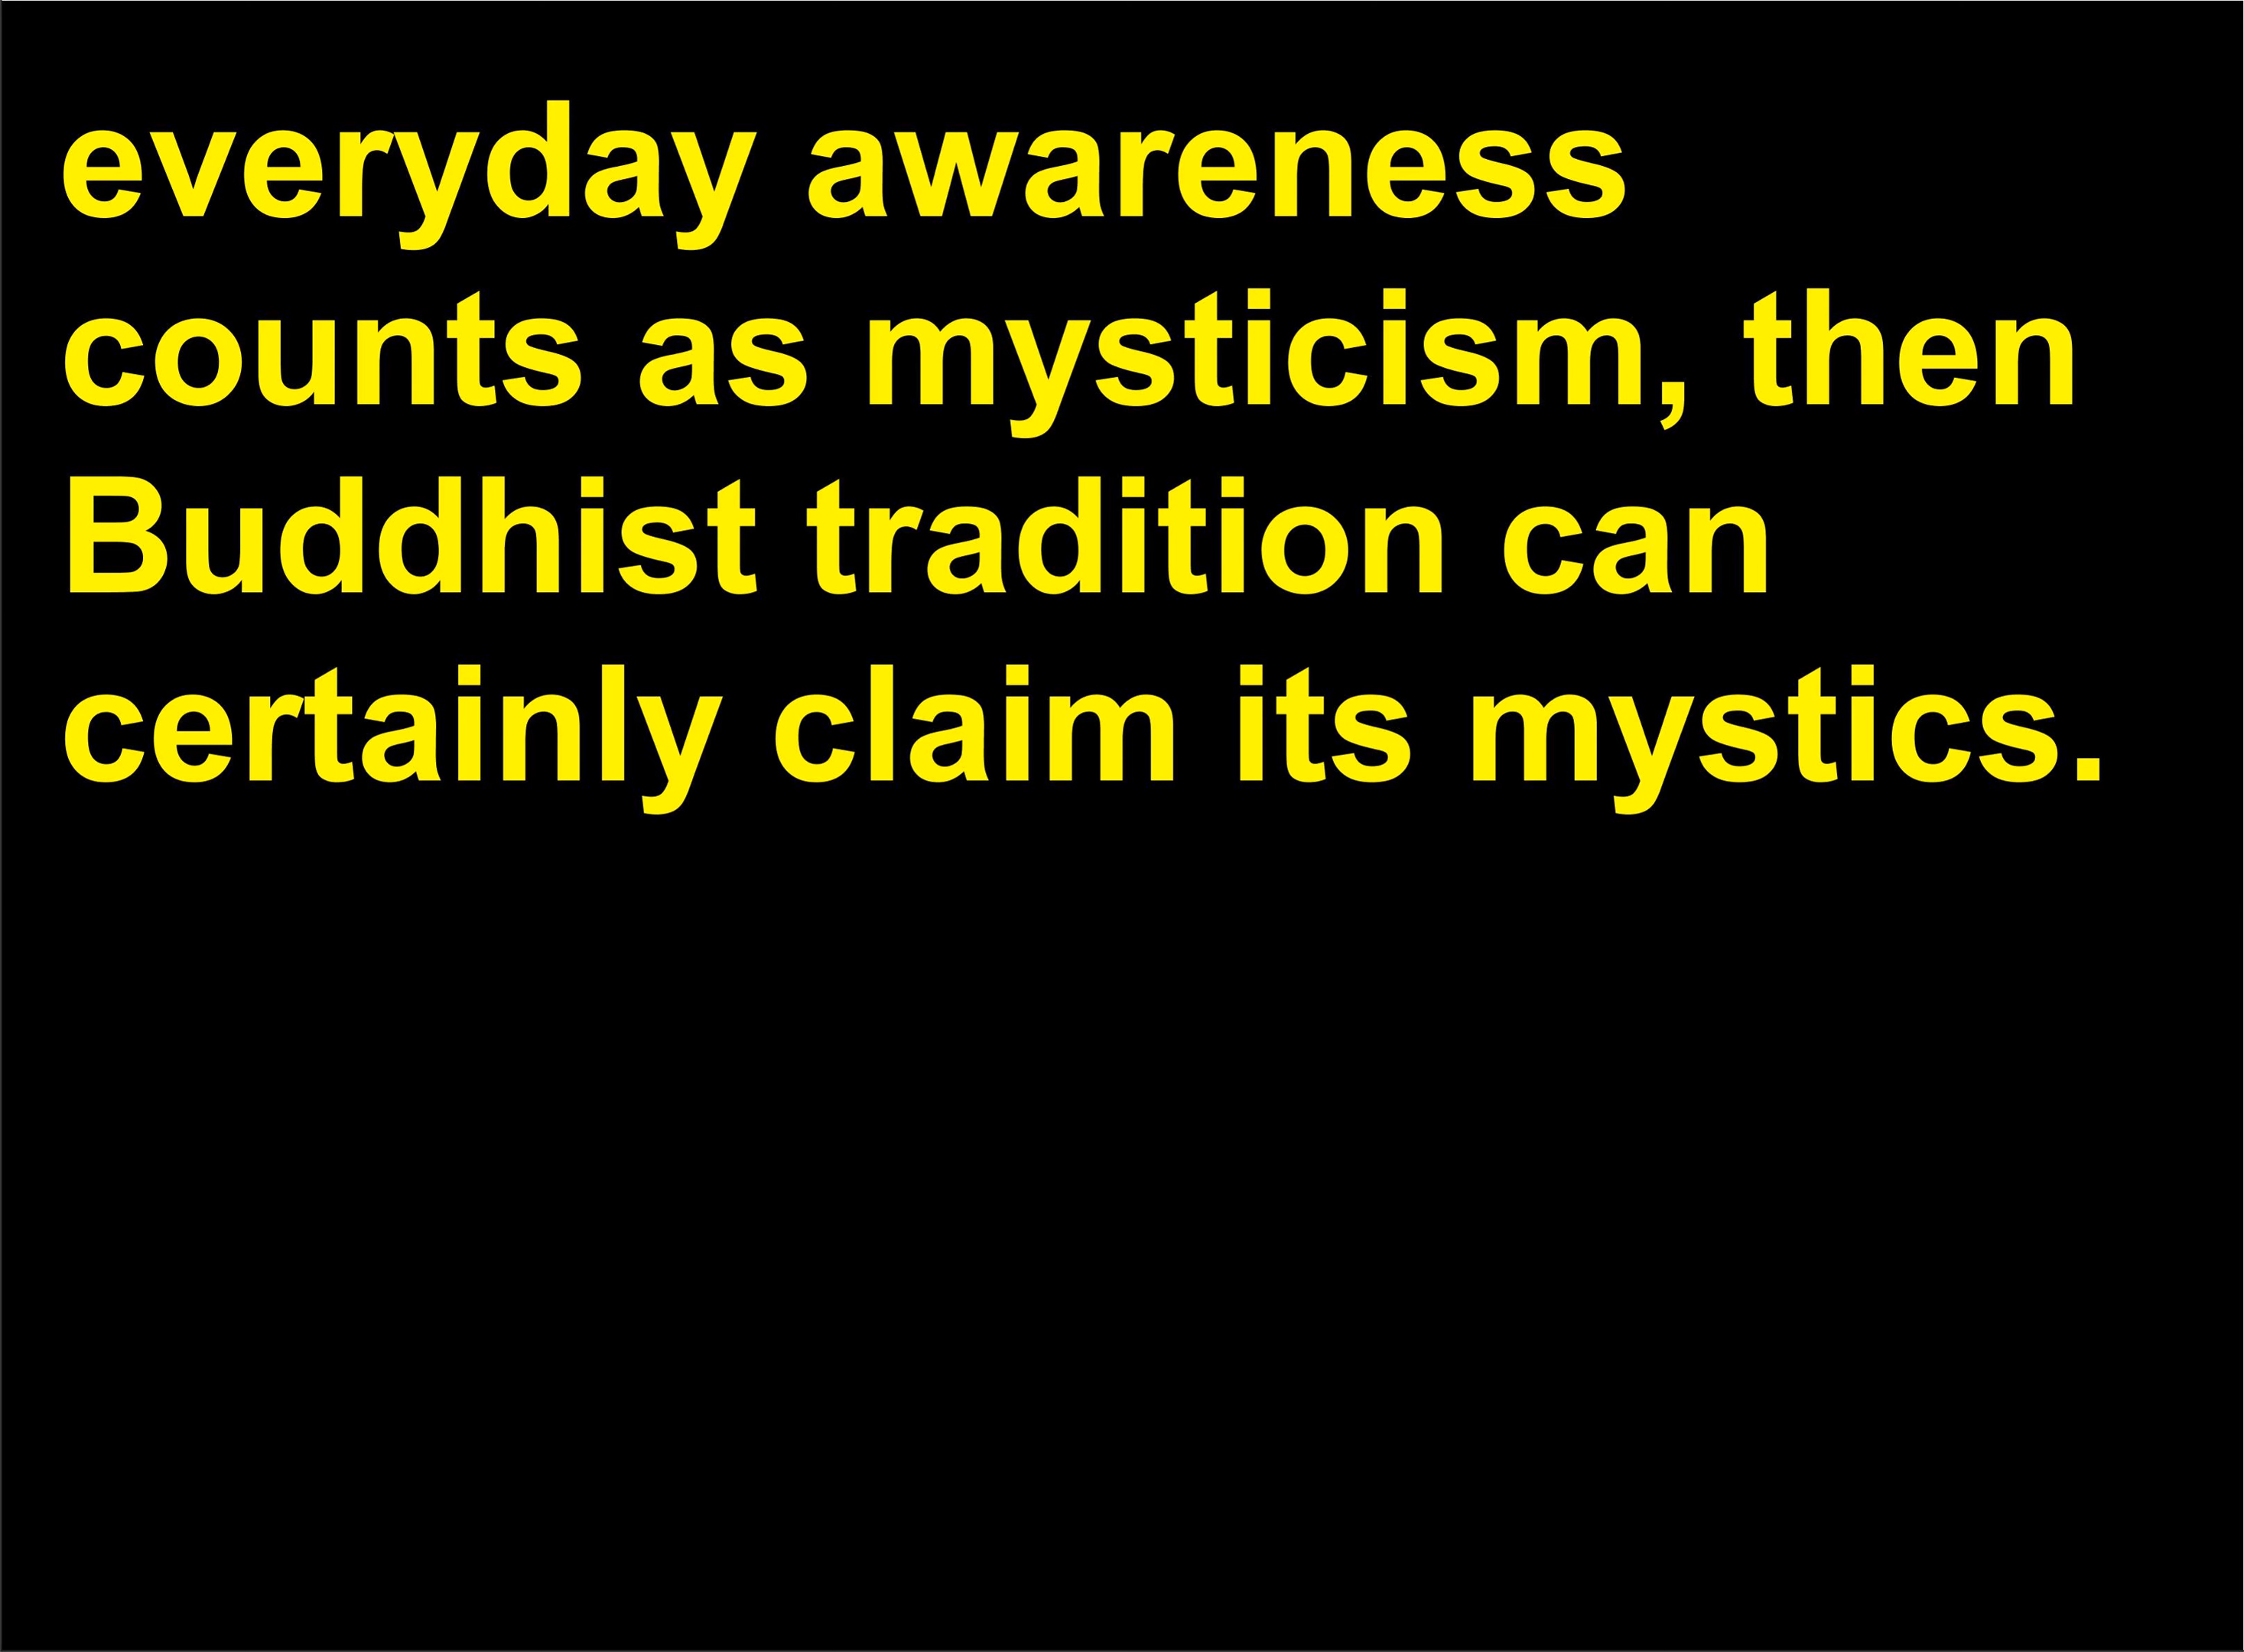 everyday awareness
counts as mysticism, then
Buddhist tradition can
certainly claim its mystics.